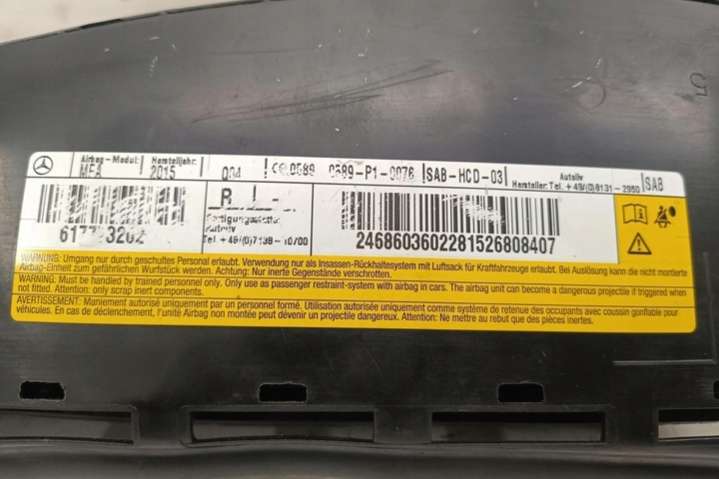 Airbag-Modul: Herstelljahr:
MFA 2015 004 CE0589 0589-P1-0076 SAB-HCD-03 Autoliv
Hersteller:Tel.+49/(0)8131-2950 SAB
R
Autoliv
2468603602281526808407
WARNUNG: Umgang nur durch geschultes Personal erlaubt. Verwendung nur als Insassen-Rückhaltesystem mit Luftsack für Kraftfahrzeuge erlaubt. Bei Auslösung kann die nicht montierte
Airbag-Einheit zum gefährlichen Wurfstück werden. Achtung: Nur inerte Gegenstände verschrotten.
WARNING: Must be handled by trained personnel only. Only use as passenger restraint-system with airbag in cars. The airbag unit can become a dangerous projectile if triggered when
not fitted. Attention: only scrap inert components.
AVERTISSEMENT: Maniement autorisé uniquement par un personnel formé. Utilisation autorisée uniquement comme système de retenue des occupants avec coussin gonflable pour
véhicules. En cas de déclenchement, l'unité Airbag non montée peut devenir un projectile dangereux. Attention: Ne mettre au rebut que des pièces inertes.